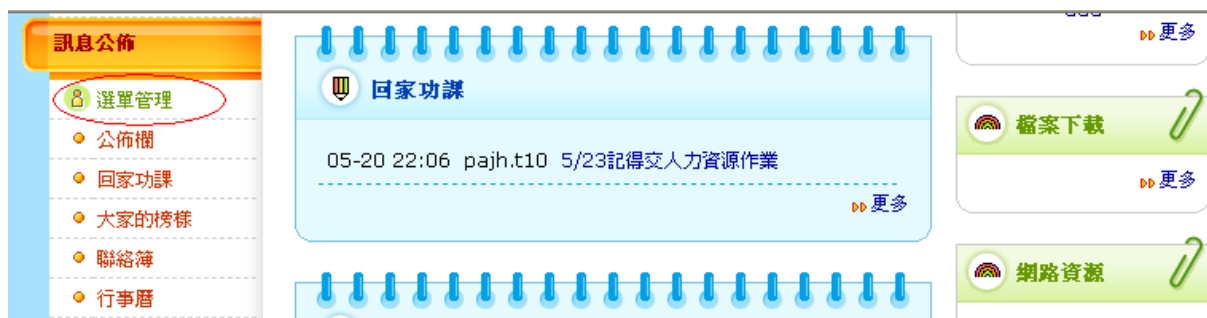 訊息公佈
選單管理
公佈欄
回家功課
大家的榜樣
聯絡簿
行事曆
回家功課
05-20 22:06 pajh.t10 5/23記得交人力資源作業
更多
更多
檔案下載
更多
網路資源